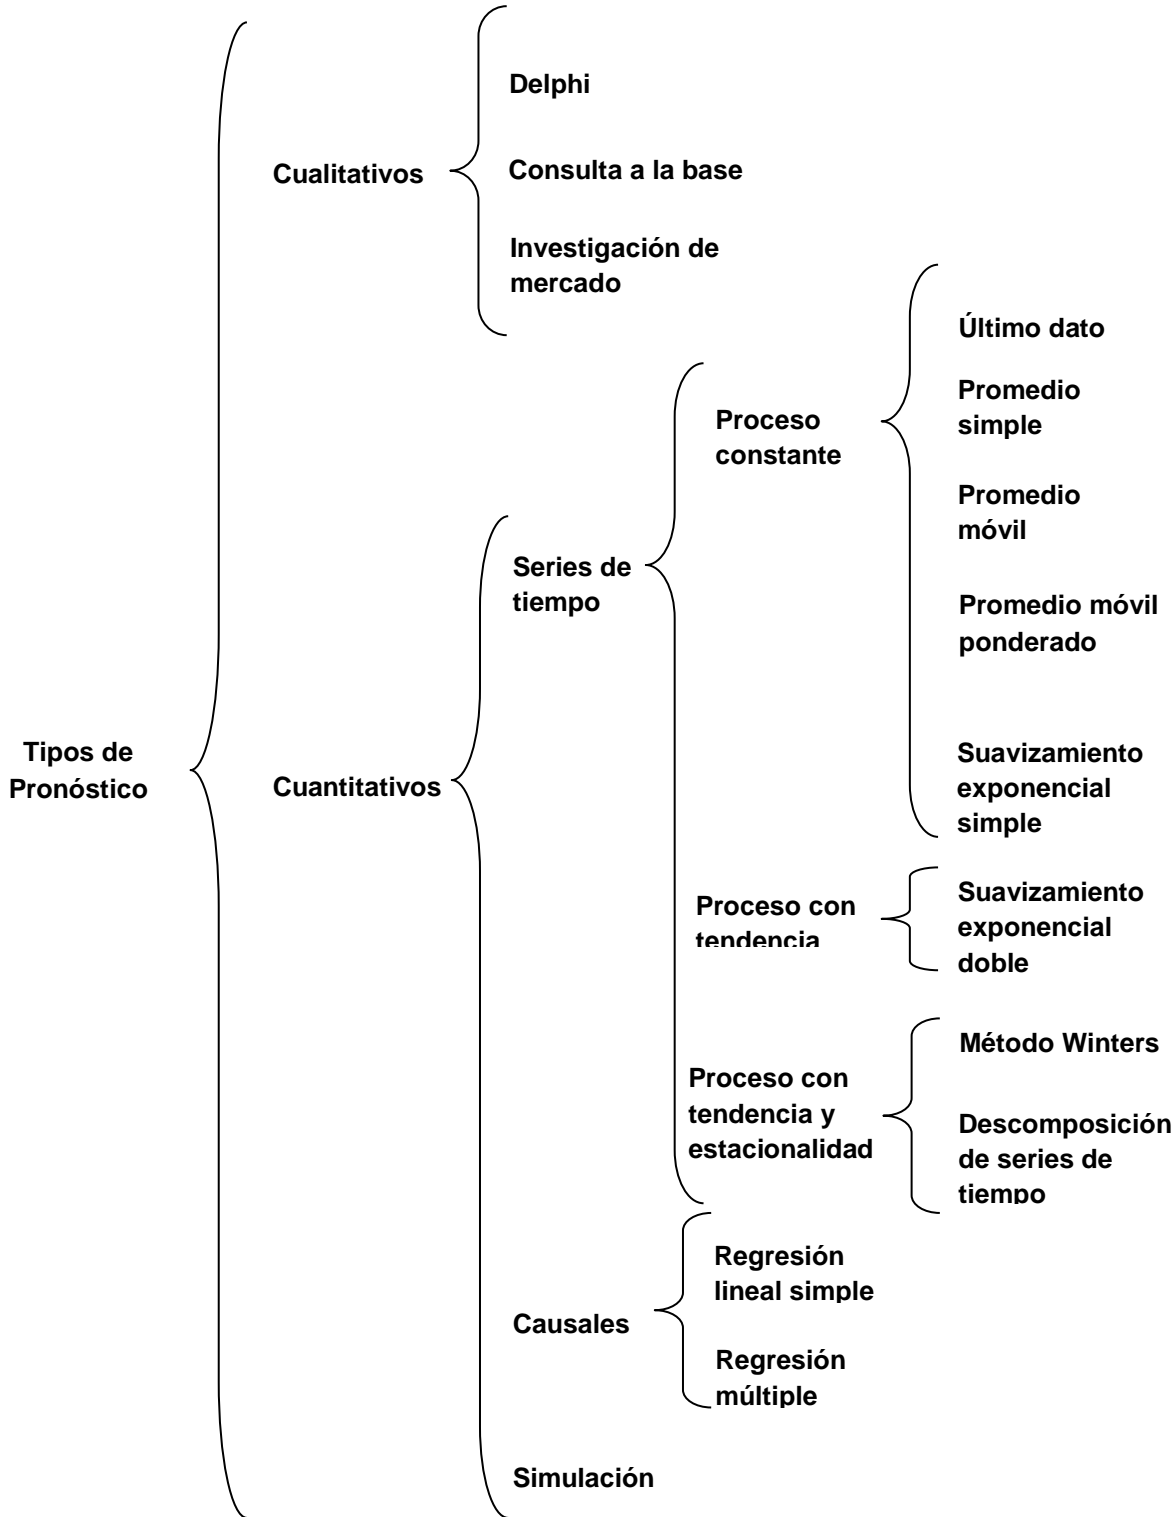 Delphi
Cualitativos
Consulta a la base
Investigación de
mercado
Último dato
Promedio
simple
Proceso
constante
Promedio
móvil
Series de
tiempo
Promedio móvil
ponderado
Tipos de
Pronóstico
Cuantitativos
Suavizamiento
exponencial
simple
Proceso con
tendencia
Suavizamiento
exponencial
doble
Proceso con
tendencia y
estacionalidad
Método Winters
Descomposición
de series de
tiempo
Causales
Regresión
lineal simple
Regresión
múltiple
Simulación